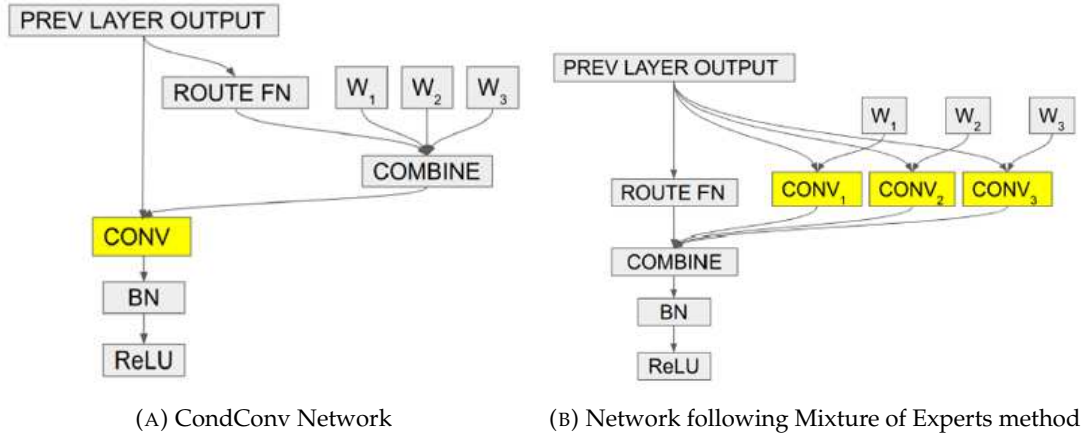 PREV LAYER OUTPUT
ROUTE FN
W1
W2
W3
COMBINE
CONV
BN
ReLU
(A) CondConv Network
PREV LAYER OUTPUT
W1
W2
W3
ROUTE FN
CONV1
CONV2
CONV3
COMBINE
BN
ReLU
(B) Network following Mixture of Experts method